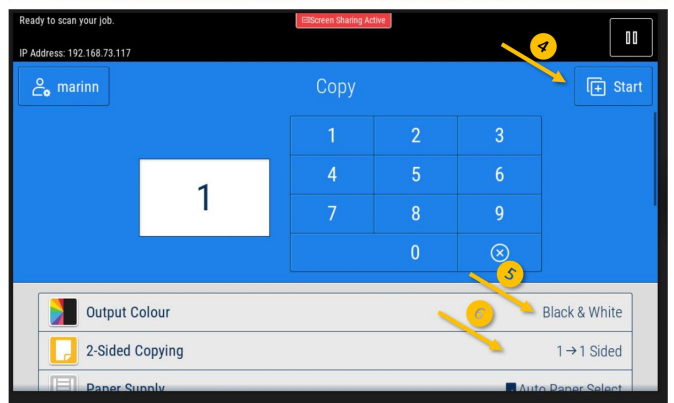 Ready to scan your job.
Screen Sharing Active
IP Address: 192.168.73.117
4
marinn
Copy
Start
1 2 3
1
4 5 6
7 8 9
0
5
Output Colour
Black & White
2-Sided Copying
1→1 Sided
Paper Supply
Auto Paper Select